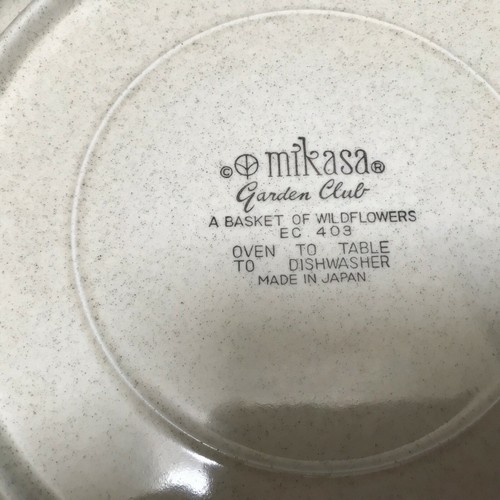 © mikasa®
Garden Club
A BASKET OF WILDFLOWERS
EC 403
OVEN TO TABLE
TO DISHWASHER
MADE IN JAPAN